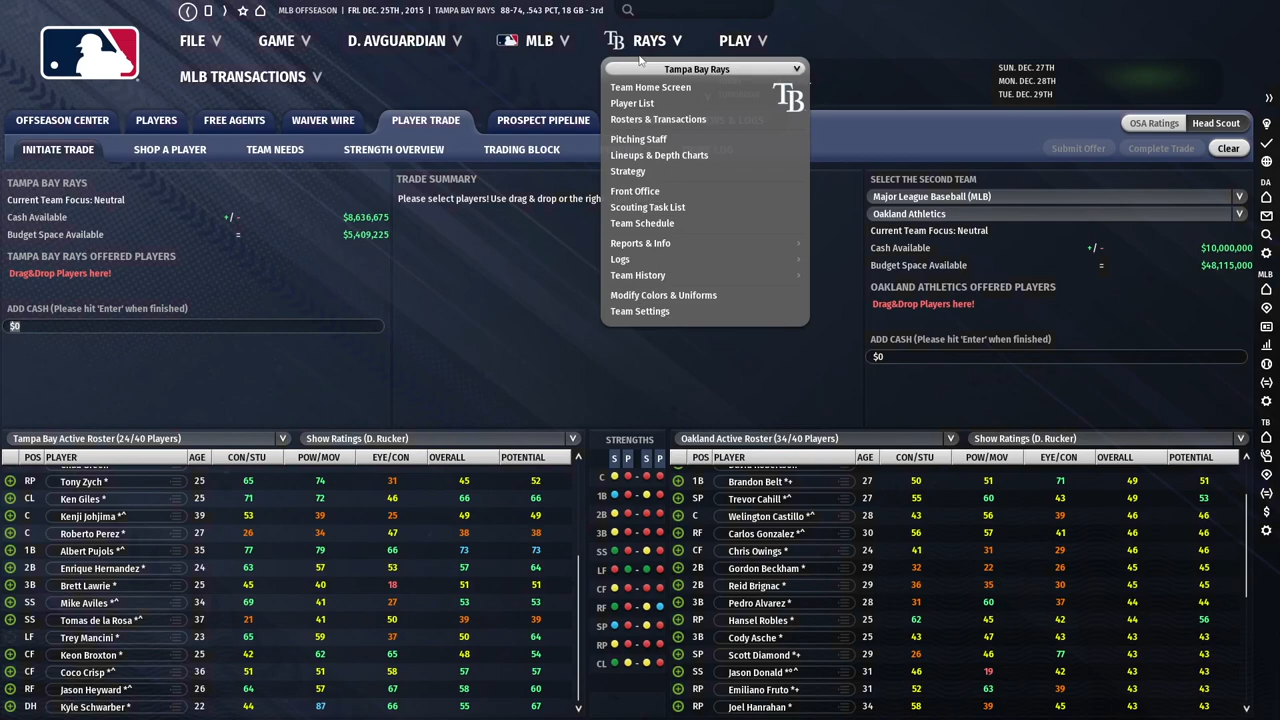 MLB OFFSEASON | FRI. DEC. 25TH , 2015 | TAMPA BAY RAYS 88-74, .543 PCT, 18 GB - 3rd
FILE GAME D. AVGUARDIAN MLB TB RAYS PLAY
MLB TRANSACTIONS
SUN. DEC. 27TH
MON. DEC. 28TH
TUE. DEC. 29TH
Tampa Bay Rays
Team Home Screen
Player List
Rosters & Transactions
Pitching Staff
Lineups & Depth Charts
Strategy
Front Office
Scouting Task List
Team Schedule
Reports & Info
Logs
Team History
Modify Colors & Uniforms
Team Settings
TB
OFFSEASON CENTER PLAYERS FREE AGENTS WAIVER WIRE PLAYER TRADE PROSPECT PIPELINE
OSA Ratings Head Scout
INITIATE TRADE SHOP A PLAYER TEAM NEEDS STRENGTH OVERVIEW TRADING BLOCK
Submit Offer Complete Trade Clear
TAMPA BAY RAYS
Current Team Focus: Neutral
Cash Available +/- $8,636,675
Budget Space Available = $5,409,225
TAMPA BAY RAYS OFFERED PLAYERS
Drag&Drop Players here!
ADD CASH (Please hit 'Enter' when finished)
$0
TRADE SUMMARY
Please select players! Use drag & drop or the righ
SELECT THE SECOND TEAM
Major League Baseball (MLB)
Oakland Athletics
Current Team Focus: Neutral
Cash Available +/- $10,000,000
Budget Space Available = $48,115,000
OAKLAND ATHLETICS OFFERED PLAYERS
Drag&Drop Players here!
ADD CASH (Please hit 'Enter' when finished)
$0
Tampa Bay Active Roster (24/40 Players) Show Ratings (D. Rucker)
POS PLAYER AGE CON/STU POW/MOV EYE/CON OVERALL POTENTIAL
RP Tony Zych * 25 65 74 31 45 52
CL Ken Giles * 25 71 72 46 66 66
C Kenji Johjima *^ 39 53 39 25 49 49
C Roberto Perez * 27 26 34 47 38 38
1B Albert Pujols *^ 35 77 79 66 73 73
2B Enrique Hernandez * 24 63 57 53 57 64
3B Brett Lawrie * 25 45 40 18 51 51
SS Mike Aviles *^ 34 69 41 27 53 53
SS Tomas de la Rosa *^ 37 21 50 39 39
LF Trey Mancini * 23 65 59 37 50 64
CF Keon Broxton * 25 42 62 65 48 54
Coco Crisp *^ 36 51 53 57 57
RF Jason Heyward *^ 26 64 57 67 58 60
DH Kyle Schwarber * 22 44 66 55 67
STRENGTHS
S P S P
C -
1B -
2B -
3B -
SS -
LF -
CF -
RF -
SP -
RP -
CL -
Oakland Active Roster (34/40 Players) Show Ratings (D. Rucker)
POS PLAYER AGE CON/STU POW/MOV EYE/CON OVERALL POTENTIAL
1B Brandon Belt *+ 27 50 51 71 49 51
SP Trevor Cahill *^ 27 55 60 43 49 53
C Welington Castillo *^ 28 43 56 39 46 46
RF Carlos Gonzalez *^ 30 56 57 41 46 46
CF Chris Owings * 41 31 29 46 46
2B Gordon Beckham * 29 32 22 26 45 45
2B Reid Brignac * 36 35 30 45 45
3B Pedro Alvarez * 31 60 37 44 44
RP Hansel Robles * 62 45 42 44 56
3B Cody Asche * 43 47 43 43 43
SP Scott Diamond *+ 26 46 77 43 43
SS Jason Donald *°^ 46 19 42 43 43
RP Emiliano Fruto *+ 31 52 63 39 43 43
RP Joel Hanrahan * 34 58 39 45 43 43
DA
MLB
TB